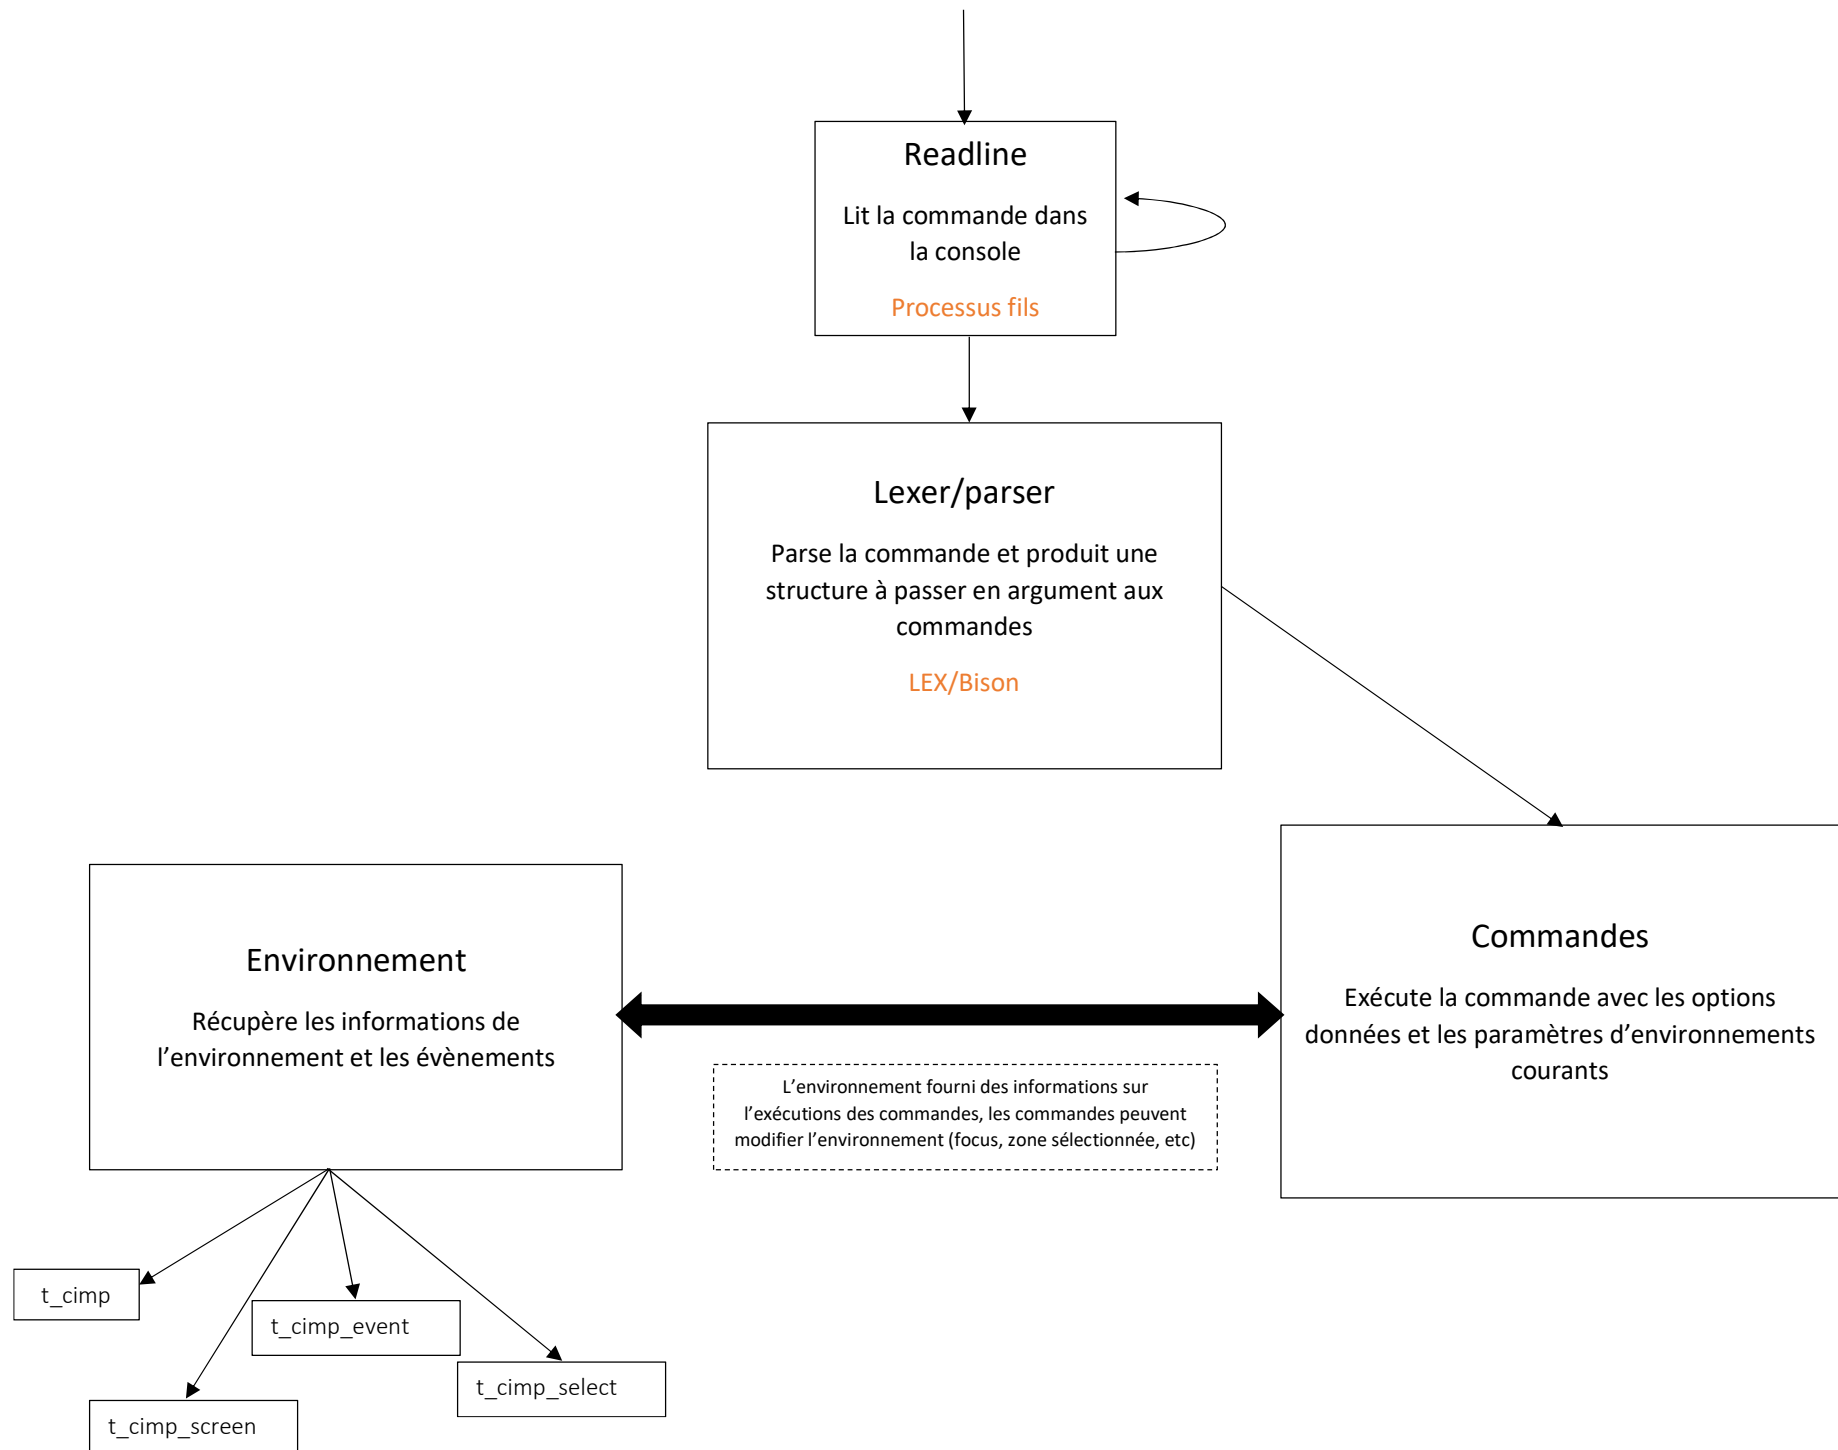 Readline
Lit la commande dans
la console
Processus fils
Lexer/parser
Parse la commande et produit une
structure à passer en argument aux
commandes
LEX/Bison
Environnement
Récupère les informations de
l’environnement et les évènements
Commandes
Exécute la commande avec les options
données et les paramètres d’environnements
courants
L’environnement fourni des informations sur
l’exécutions des commandes, les commandes peuvent
modifier l’environnement (focus, zone sélectionnée, etc)
t_cimp
t_cimp_event
t_cimp_select
t_cimp_screen